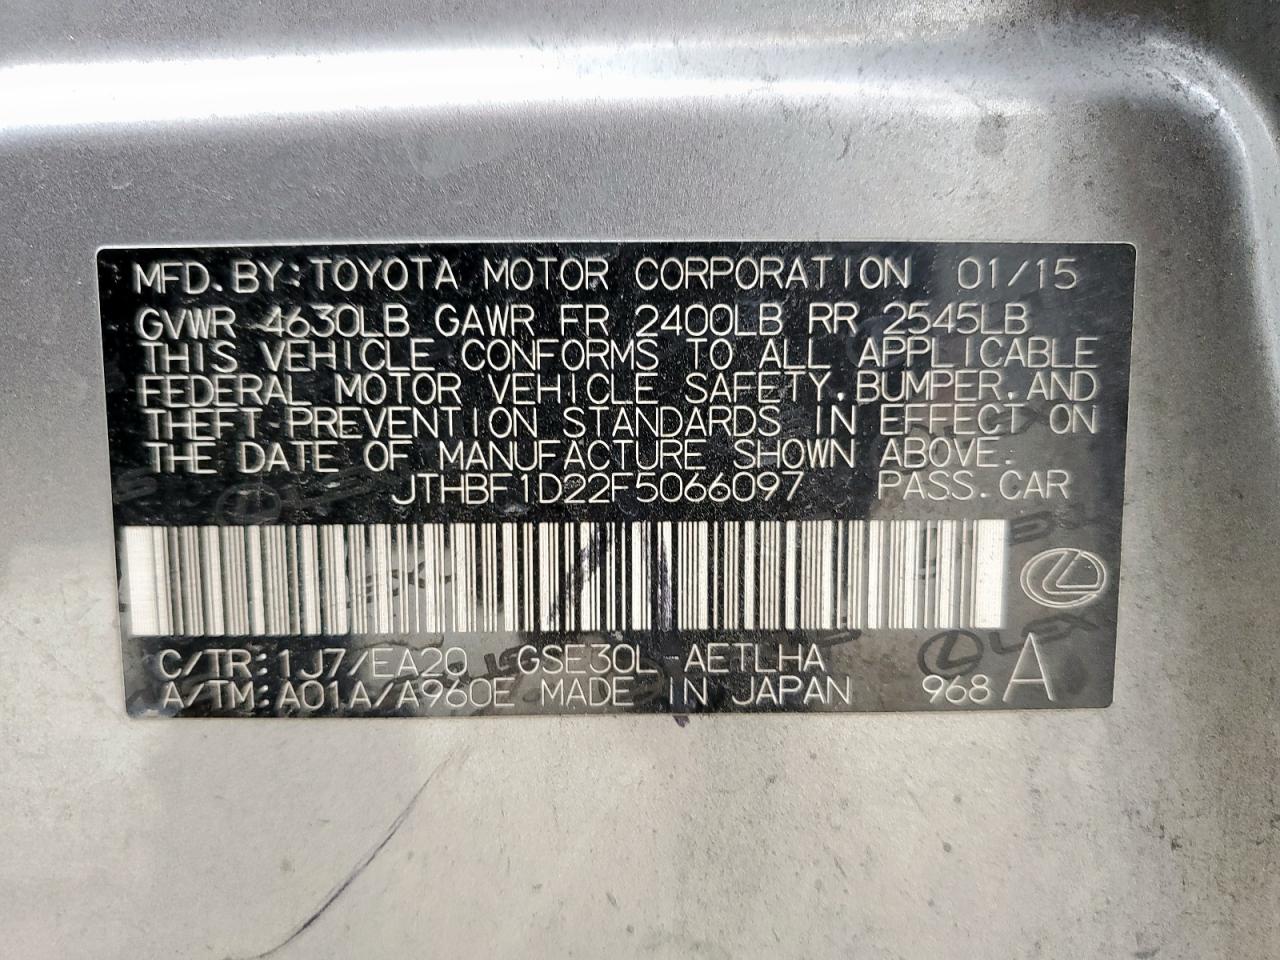 MFD. BY: TOYOTA MOTOR CORPORATION 01/15
GVWR 4630LB GAWR FR 2400LB RR 2545LB
THIS VEHICLE CONFORMS TO ALL APPLICABLE
FEDERAL MOTOR VEHICLE SAFETY. BUMPER. AND
THEFT PREVENTION STANDARDS IN EFFECT ON
THE DATE OF MANUFACTURE SHOWN ABOVE.
JTHBF1D22F5066097 PASS. CAR
C/TR: 1J7/EA20 GSE30L-AETLHA
A/TM: A01A/A960E MADE IN JAPAN 968 A